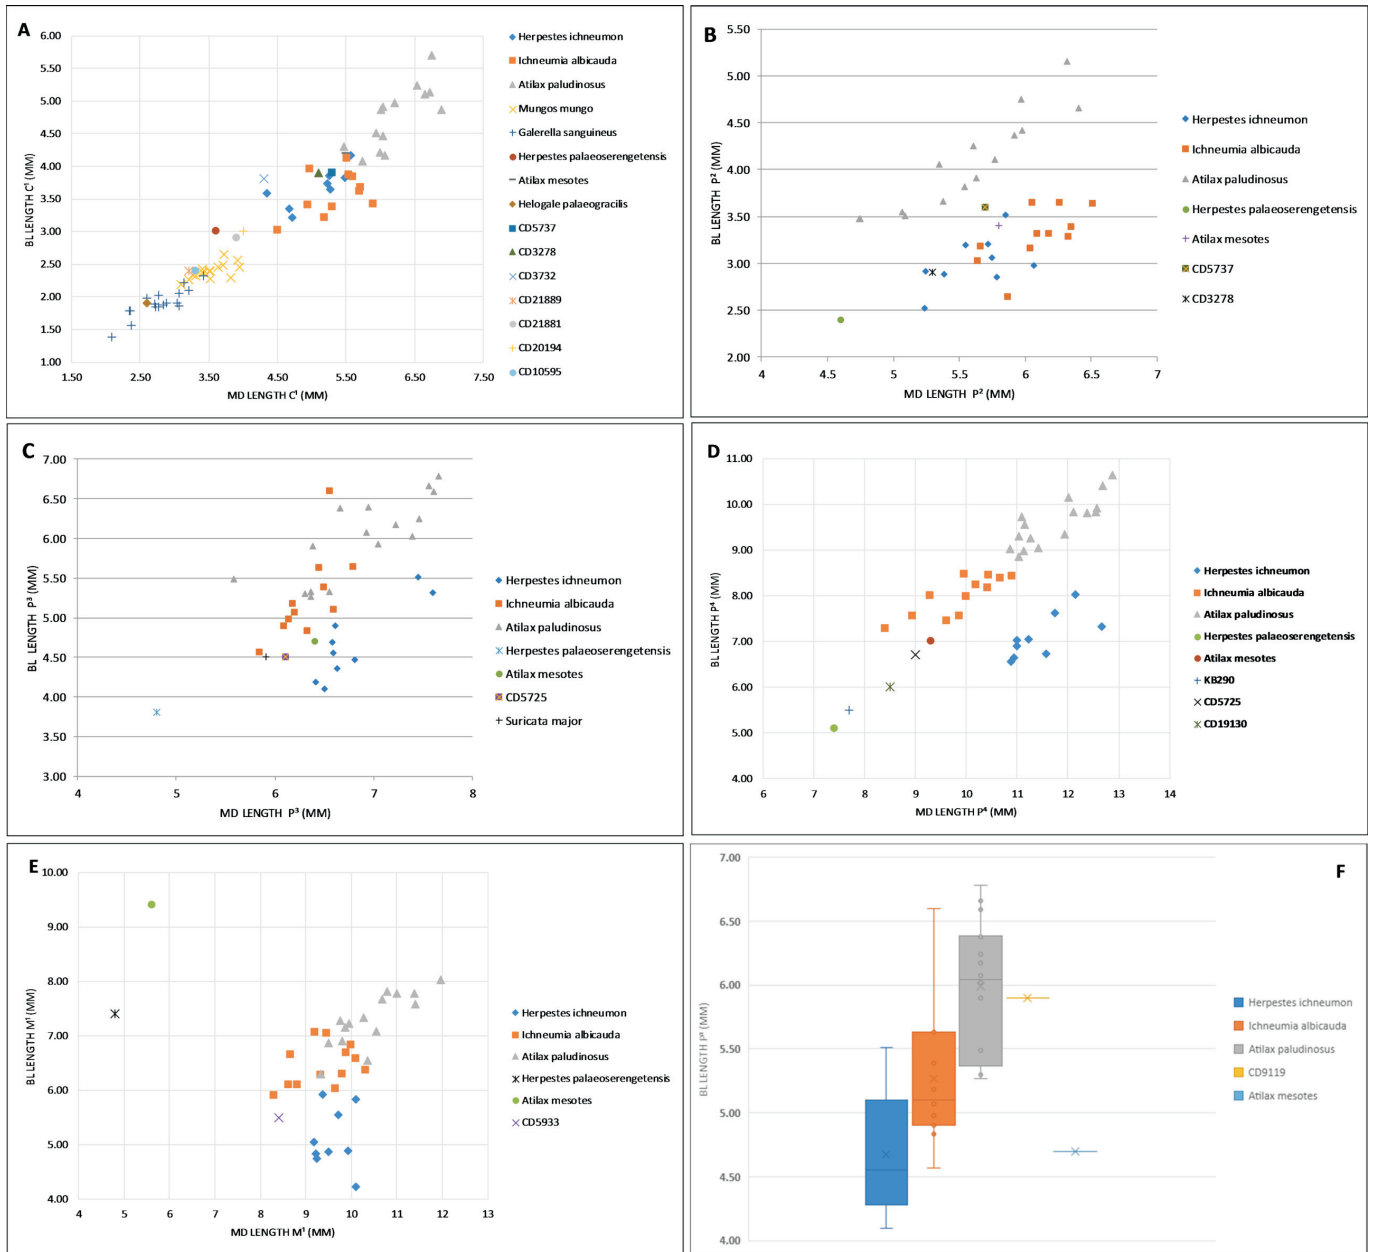 A
6.00
5.50
5.00
4.50
4.00
3.50
3.00
2.50
2.00
1.50
1.00
BL LENGTH C¹ (MM)
1.50 2.50 3.50 4.50 5.50 6.50 7.50
MD LENGTH C¹ (MM)
Herpestes ichneumon
Ichneumia albicauda
Atilax paludinosus
Mungos mungo
Galerella sanguineus
Herpestes palaeoserengetensis
Atilax mesotes
Helogale palaeogracilis
CD5737
CD3278
CD3732
CD21889
CD21881
CD20194
CD10595
B
5.50
5.00
4.50
4.00
3.50
3.00
2.50
2.00
BL LENGTH P² (MM)
4 4.5 5 5.5 6 6.5 7
MD LENGTH P² (MM)
Herpestes ichneumon
Ichneumia albicauda
Atilax paludinosus
Herpestes palaeoserengetensis
Atilax mesotes
CD5737
CD3278
C
7.00
6.50
6.00
5.50
5.00
4.50
4.00
3.50
3.00
BL LENGTH P³ (MM)
4 5 6 7 8
MD LENGTH P³ (MM)
Herpestes ichneumon
Ichneumia albicauda
Atilax paludinosus
Herpestes palaeoserengetensis
Atilax mesotes
CD5725
Suricata major
D
11.00
10.00
9.00
8.00
7.00
6.00
5.00
4.00
BL LENGTH P⁴ (MM)
6 7 8 9 10 11 12 13 14
MD LENGTH P⁴ (MM)
Herpestes ichneumon
Ichneumia albicauda
Atilax paludinosus
Herpestes palaeoserengetensis
Atilax mesotes
KB290
CD5725
CD19130
E
10.00
9.00
8.00
7.00
6.00
5.00
4.00
BL LENGTH M¹ (MM)
4 5 6 7 8 9 10 11 12 13
MD LENGTH M¹ (MM)
Herpestes ichneumon
Ichneumia albicauda
Atilax paludinosus
Herpestes palaeoserengetensis
Atilax mesotes
CD5933
F
7.00
6.50
6.00
5.50
5.00
4.50
4.00
BL LENGTH P³ (MM)
Herpestes ichneumon
Ichneumia albicauda
Atilax paludinosus
CD9119
Atilax mesotes